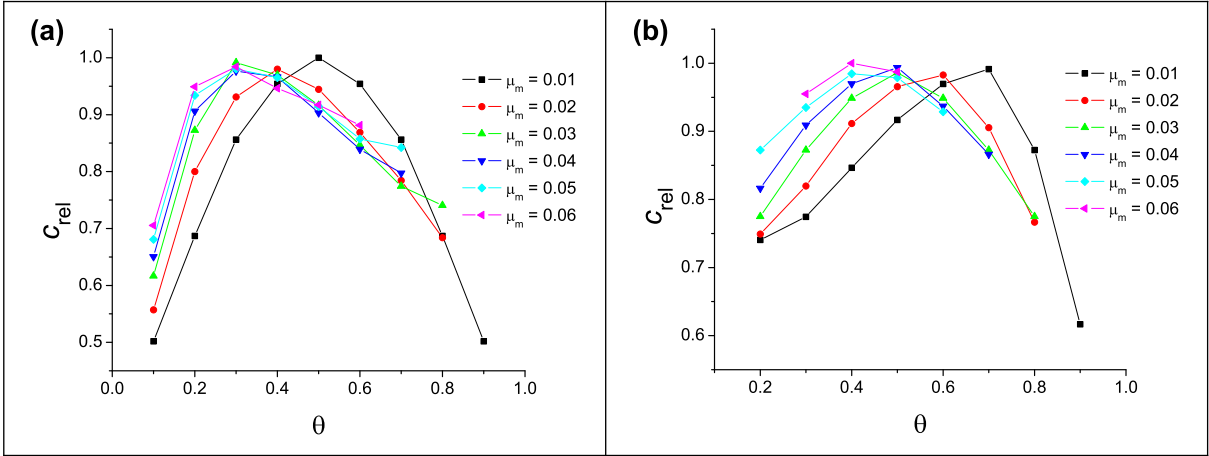 (a)
1.0
0.9
0.8
0.7
0.6
0.5
c_rel
0.0 0.2 0.4 0.6 0.8 1.0
θ
μ_m = 0.01
μ_m = 0.02
μ_m = 0.03
μ_m = 0.04
μ_m = 0.05
μ_m = 0.06
(b)
1.0
0.9
0.8
0.7
0.6
c_rel
0.2 0.4 0.6 0.8 1.0
θ
μ_m = 0.01
μ_m = 0.02
μ_m = 0.03
μ_m = 0.04
μ_m = 0.05
μ_m = 0.06